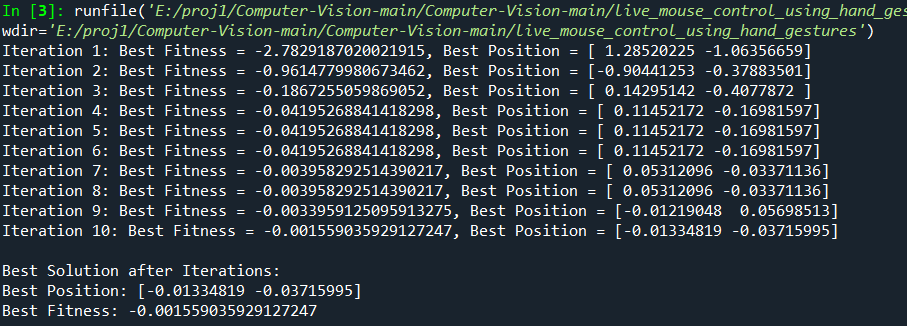 In [3]: runfile('E:/proj1/Computer-Vision-main/Computer-Vision-main/live_mouse_control_using_hand_ges
wdir='E:/proj1/Computer-Vision-main/Computer-Vision-main/live_mouse_control_using_hand_gestures')
Iteration 1: Best Fitness = -2.7829187020021915, Best Position = [ 1.28520225 -1.06356659]
Iteration 2: Best Fitness = -0.9614779980673462, Best Position = [-0.90441253 -0.37883501]
Iteration 3: Best Fitness = -0.1867255059869052, Best Position = [ 0.14295142 -0.4077872 ]
Iteration 4: Best Fitness = -0.04195268841418298, Best Position = [ 0.11452172 -0.16981597]
Iteration 5: Best Fitness = -0.04195268841418298, Best Position = [ 0.11452172 -0.16981597]
Iteration 6: Best Fitness = -0.04195268841418298, Best Position = [ 0.11452172 -0.16981597]
Iteration 7: Best Fitness = -0.003958292514390217, Best Position = [ 0.05312096 -0.03371136]
Iteration 8: Best Fitness = -0.003958292514390217, Best Position = [ 0.05312096 -0.03371136]
Iteration 9: Best Fitness = -0.0033959125095913275, Best Position = [-0.01219048  0.05698513]
Iteration 10: Best Fitness = -0.001559035929127247, Best Position = [-0.01334819 -0.03715995]

Best Solution after Iterations:
Best Position: [-0.01334819 -0.03715995]
Best Fitness: -0.001559035929127247